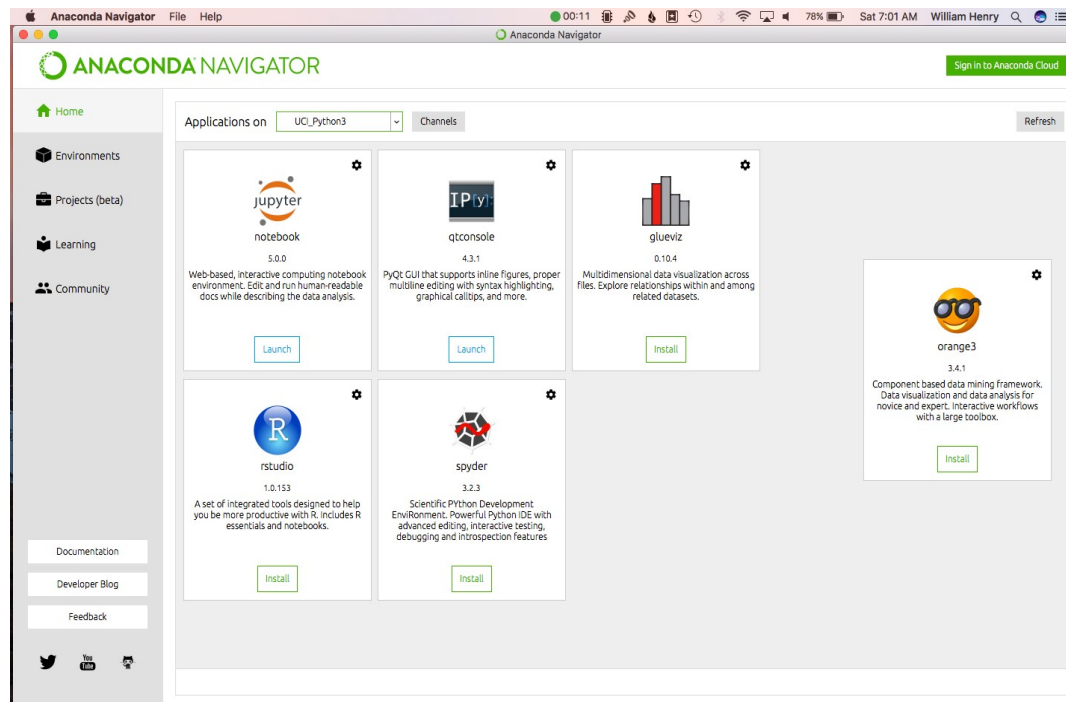 Anaconda Navigator File Help 00:11 78% Sat 7:01 AM William Henry
Anaconda Navigator
ANACONDA NAVIGATOR
Sign in to Anaconda Cloud
Home
Environments
Projects (beta)
Learning
Community
Documentation
Developer Blog
Feedback
You
Tube
Applications on UCI_Python3 Channels Refresh
jupyter
notebook
5.0.0
Web-based, interactive computing notebook
environment. Edit and run human-readable
docs while describing the data analysis.
Launch
IP[y]:
qtconsole
4.3.1
PyQt GUI that supports inline figures, proper
multiline editing with syntax highlighting,
graphical calltips, and more.
Launch
glueviz
0.10.4
Multidimensional data visualization across
files. Explore relationships within and among
related datasets.
Install
orange3
3.4.1
Component based data mining framework.
Data visualization and data analysis for
novice and expert. Interactive workflows
with a large toolbox.
Install
R
rstudio
1.0.153
A set of integrated tools designed to help
you be more productive with R. Includes R
essentials and notebooks.
Install
spyder
3.2.3
Scientific PYthon Development
EnviRonment. Powerful Python IDE with
advanced editing, interactive testing,
debugging and introspection features
Install